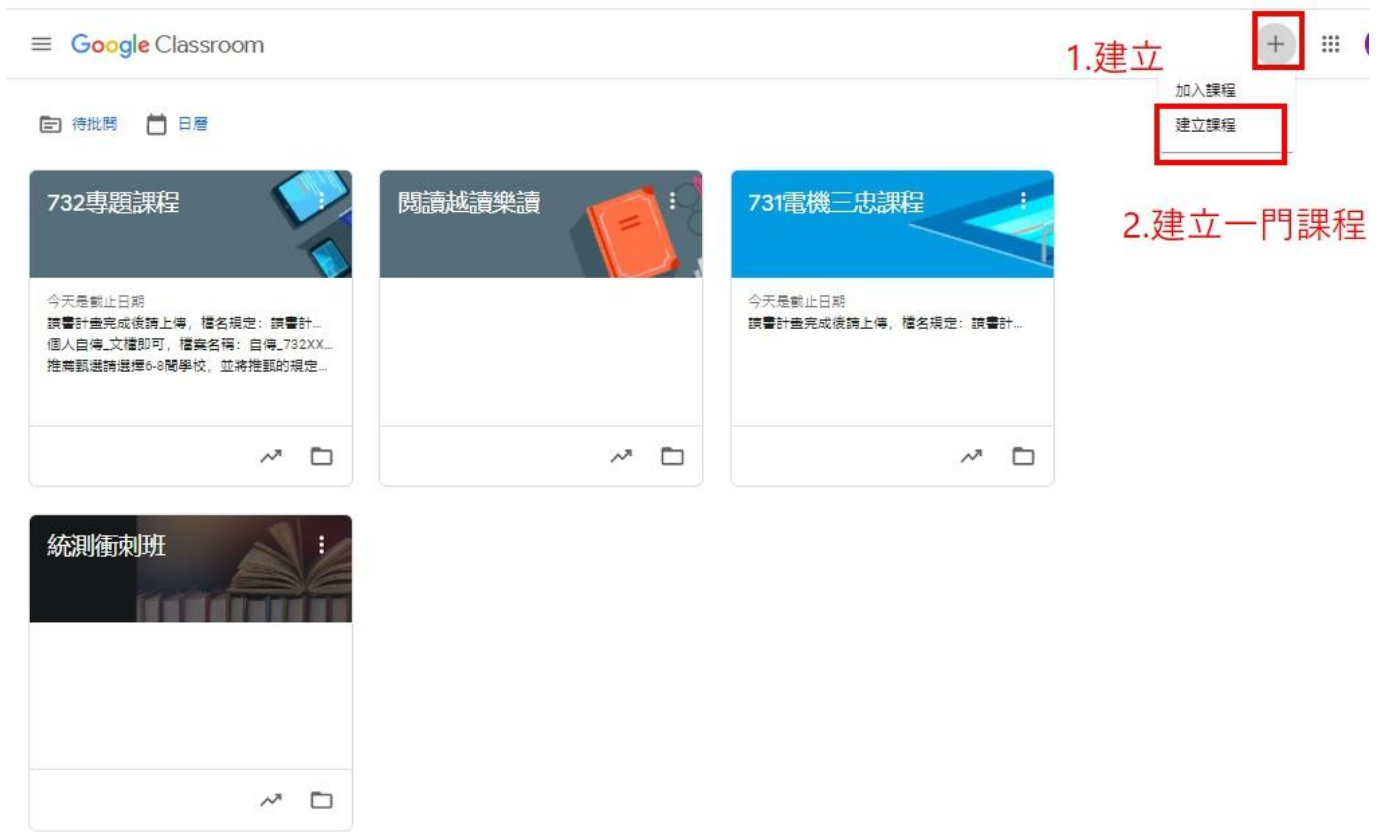 Google Classroom
1.建立
加入課程
建立課程
2.建立一門課程
待批閱
日曆
732專題課程
今天是截止日期
讀書計畫完成後請上傳，檔名規定：讀書計...
個人自傳_文檔即可，檔案名稱：自傳_732XX...
推薦甄選請選擇6-8間學校，並將推甄的規定...
閱讀越讀樂讀
731電機三忠課程
今天是截止日期
讀書計畫完成後請上傳，檔名規定：讀書計...
統測衝刺班